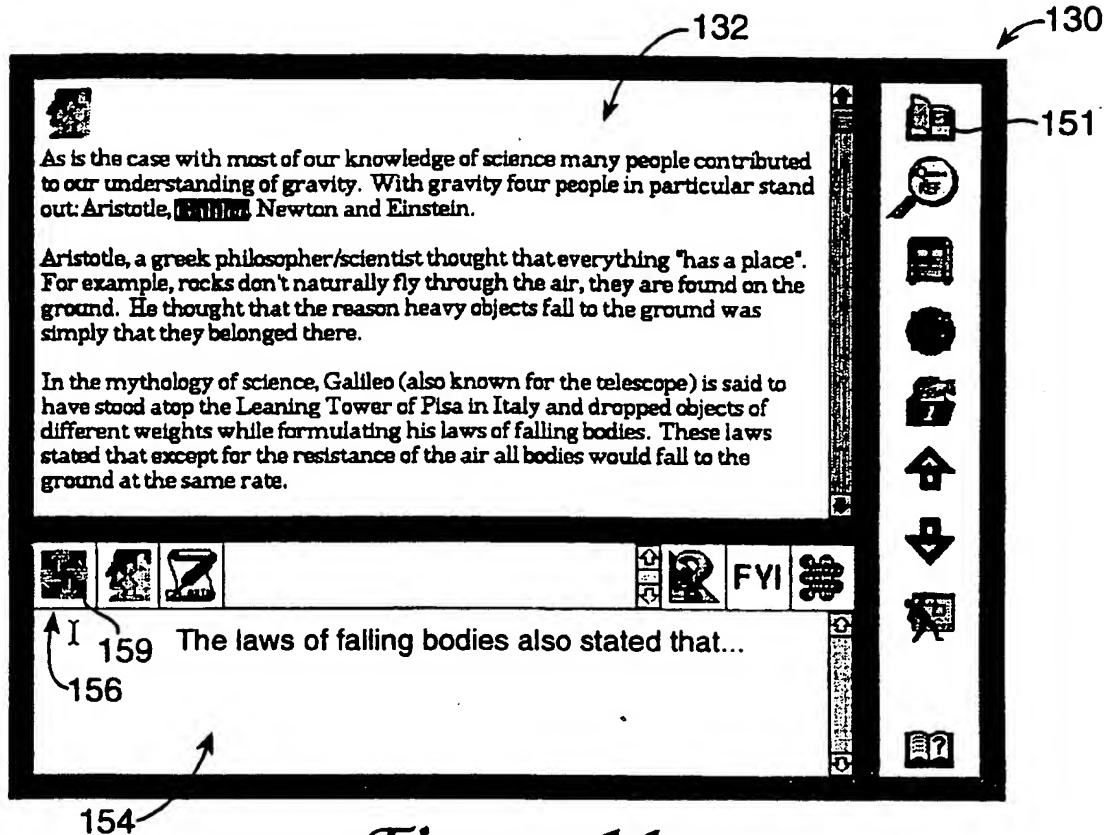 132
130
151
As is the case with most of our knowledge of science many people contributed
to our understanding of gravity. With gravity four people in particular stand
out: Aristotle, Newton and Einstein.
Aristotle, a greek philosopher/scientist thought that everything "has a place".
For example, rocks don't naturally fly through the air, they are found on the
ground. He thought that the reason heavy objects fall to the ground was
simply that they belonged there.
In the mythology of science, Galileo (also known for the telescope) is said to
have stood atop the Leaning Tower of Pisa in Italy and dropped objects of
different weights while formulating his laws of falling bodies. These laws
stated that except for the resistance of the air all bodies would fall to the
ground at the same rate.
REF
FYI
159
The laws of falling bodies also stated that...
156
154